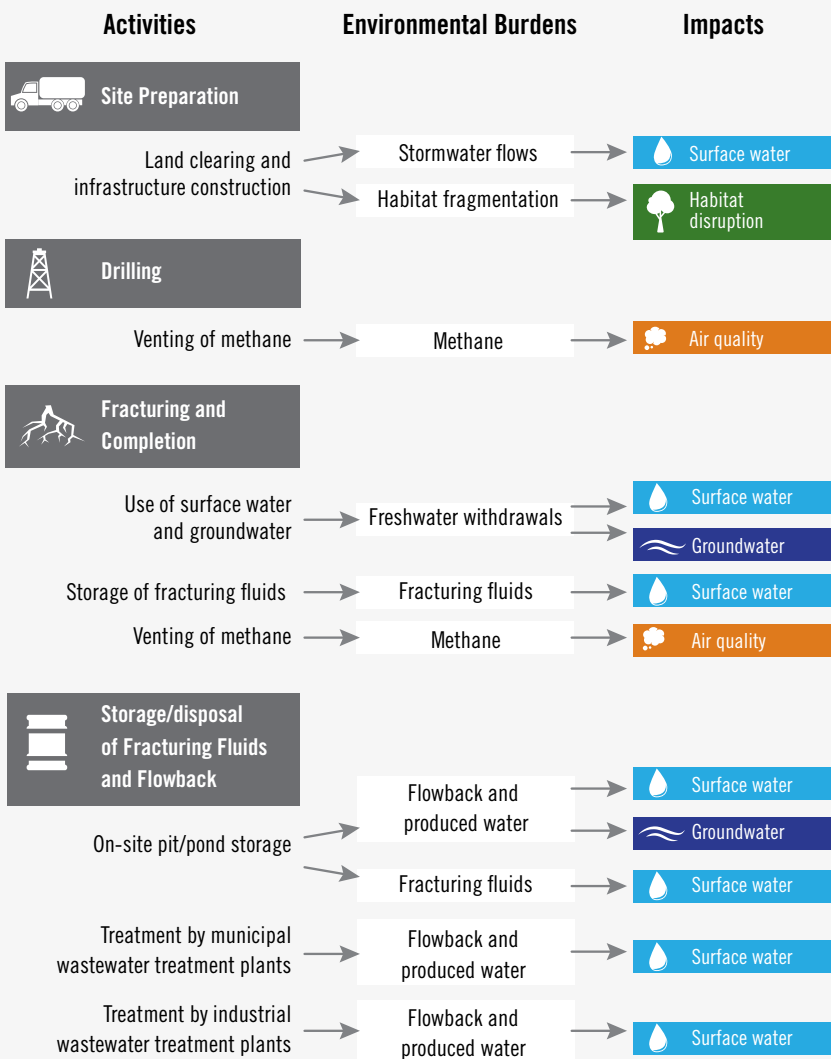 Activities
Environmental Burdens
Impacts
Site Preparation
Land clearing and
infrastructure construction
Stormwater flows
Surface water
Habitat fragmentation
Habitat
disruption
Drilling
Venting of methane
Methane
Air quality
Fracturing and
Completion
Use of surface water
and groundwater
Freshwater withdrawals
Surface water
Groundwater
Storage of fracturing fluids
Fracturing fluids
Surface water
Venting of methane
Methane
Air quality
Storage/disposal
of Fracturing Fluids
and Flowback
On-site pit/pond storage
Flowback and
produced water
Surface water
Groundwater
Fracturing fluids
Surface water
Treatment by municipal
wastewater treatment plants
Flowback and
produced water
Surface water
Treatment by industrial
wastewater treatment plants
Flowback and
produced water
Surface water